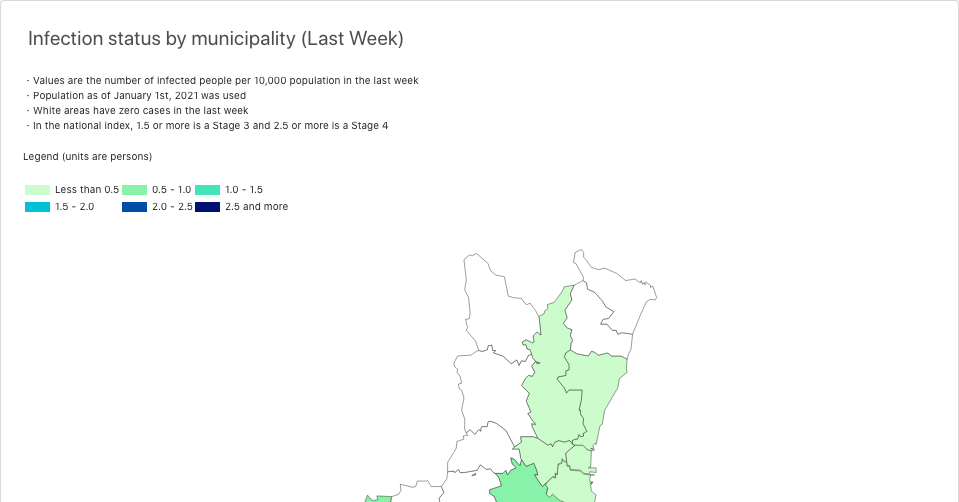 Infection status by municipality (Last Week)
· Values are the number of infected people per 10,000 population in the last week
· Population as of January 1st, 2021 was used
· White areas have zero cases in the last week
· In the national index, 1.5 or more is a Stage 3 and 2.5 or more is a Stage 4
Legend (units are persons)
Less than 0.5 0.5 - 1.0 1.0 - 1.5
1.5 - 2.0 2.0 - 2.5 2.5 and more